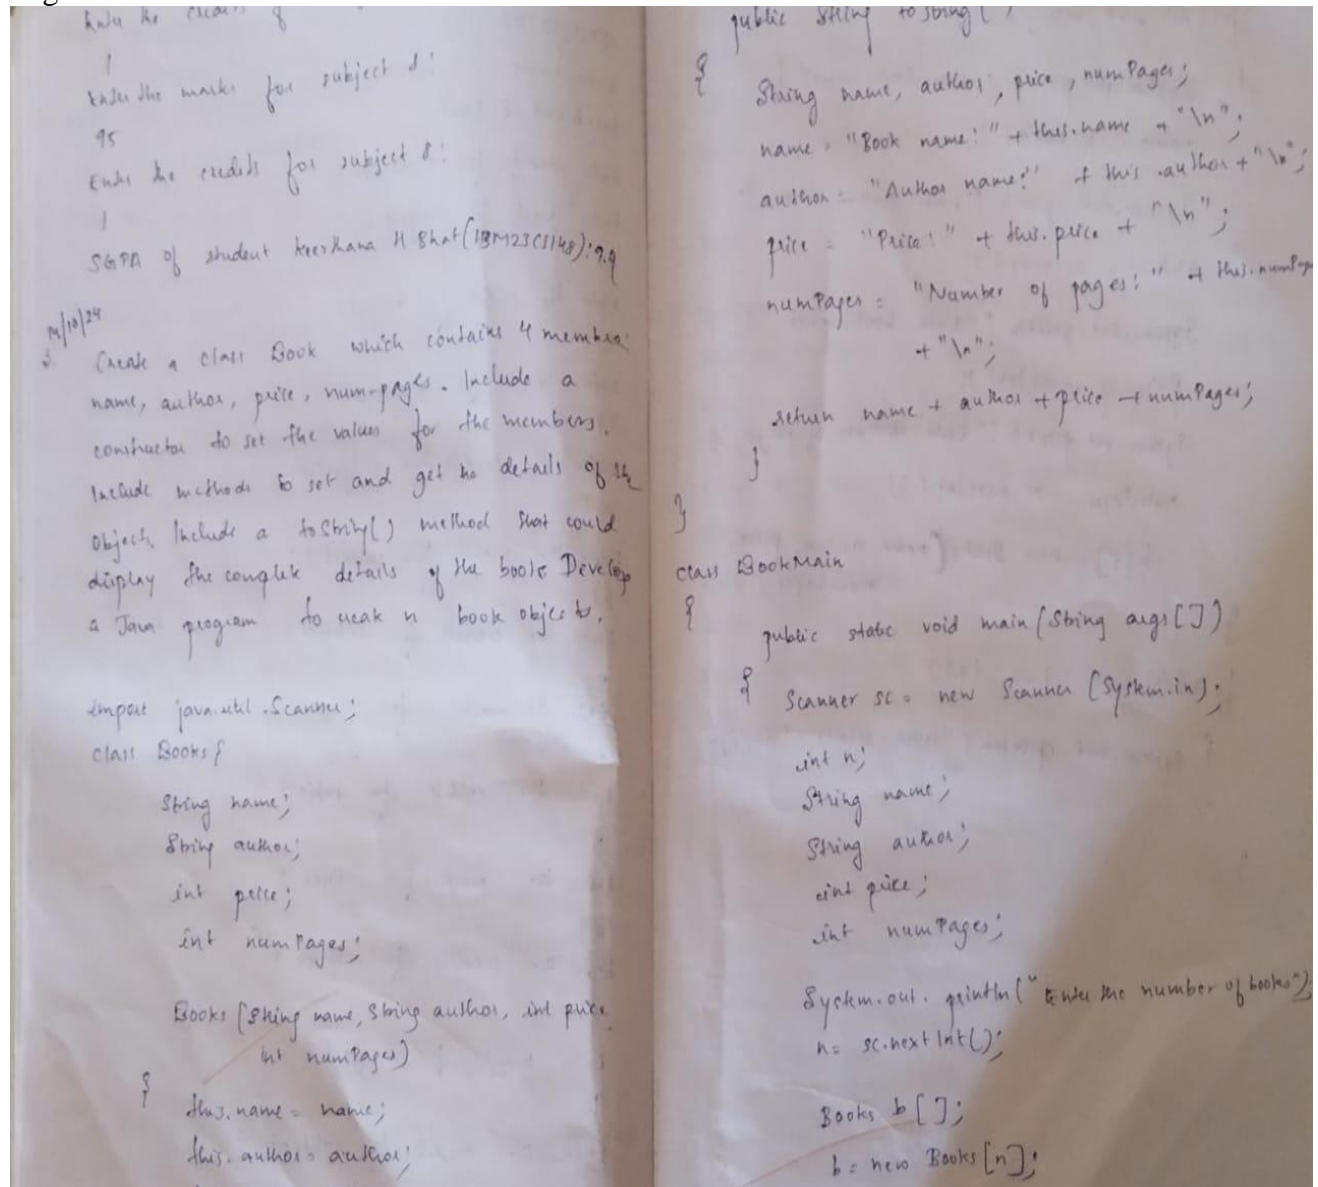 Enter the credits for
1
Enter the marks for subject 8:
95
Enter the credits for subject 8:
1
SGPA of student Keerthana H Bhat(1BM23CS148):9.9
14/10/24
Create a class Book which contains 4 members:
name, author, price, num-pages. Include a
constructor to set the values for the members.
Include methods to set and get the details of the
objects. Include a toString() method that could
display the complete details of the book. Develop
a Java program to create n book objects.
import java.util.Scanner;
class Books{
String name;
String author;
int price;
int numPages;
Books (String name, String author, int price,
int numPages)
{
this.name = name;
this.author = author;
public String toString()
{
String name, author, price, numPages;
name = "Book name:" + this.name + "\n";
author = "Author name:" + this.author + "\n";
price = "Price:" + this.price + "\n";
numPages = "Number of pages:" + this.numPages
+ "\n";
return name + author + price + numPages;
}
}
class BookMain
{
public static void main(String args[])
{ Scanner sc = new Scanner (System.in);
int n;
String name;
String author;
int price;
int numPages;
System.out.println("Enter the number of books");
n= sc.nextInt();
Books b[];
b = new Books[n];